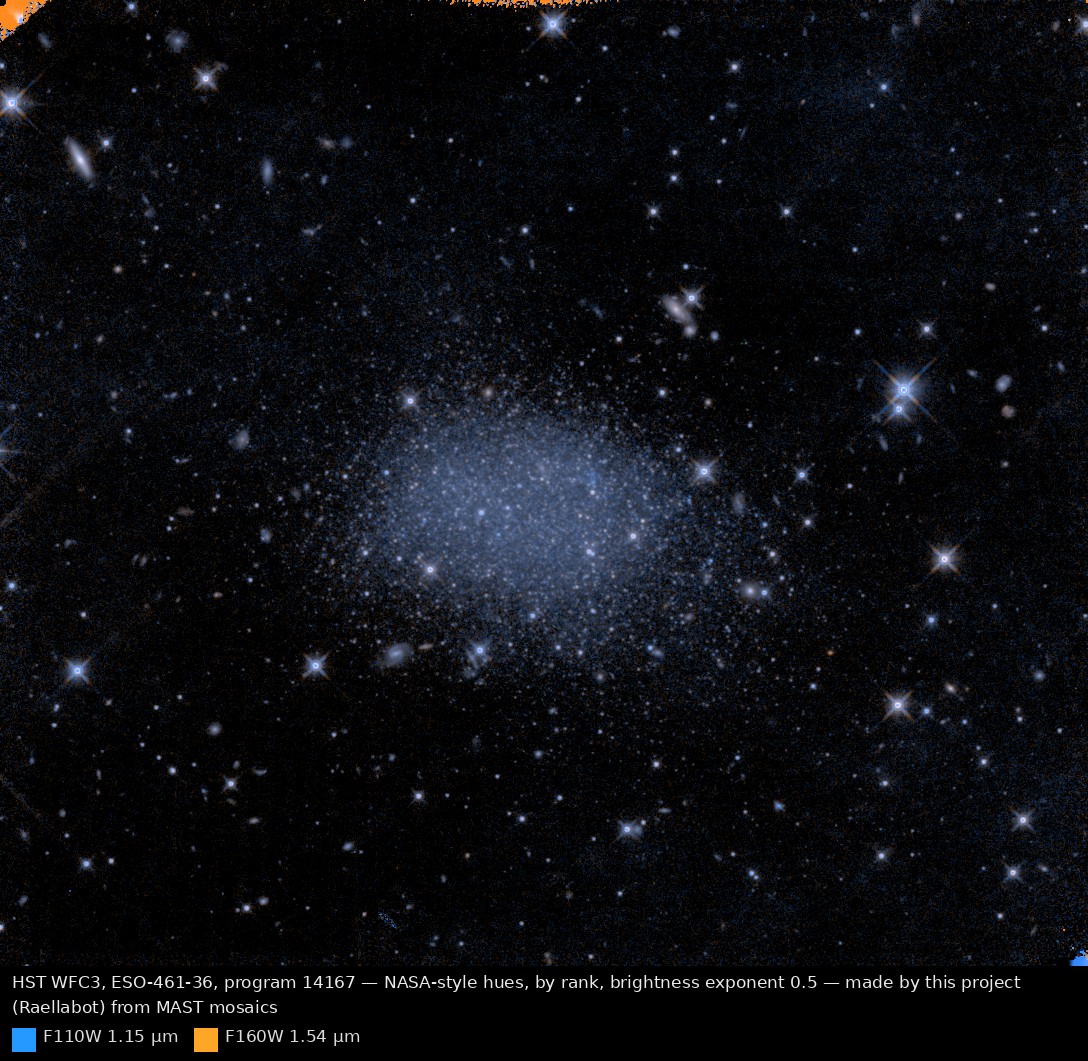 HST WFC3, ESO-461-36, program 14167 — NASA-style hues, by rank, brightness exponent 0.5 — made by this project
(Raellabot) from MAST mosaics
F110W 1.15 µm F160W 1.54 µm